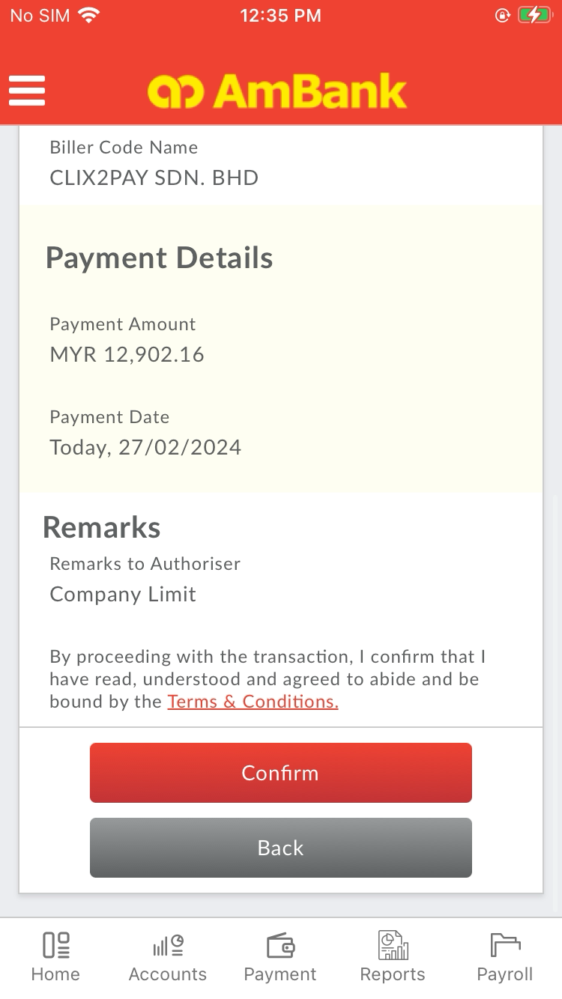 No SIM 12:35 PM
AmBank
Biller Code Name
CLIX2PAY SDN. BHD
Payment Details
Payment Amount
MYR 12,902.16
Payment Date
Today, 27/02/2024
Remarks
Remarks to Authoriser
Company Limit
By proceeding with the transaction, I confirm that I
have read, understood and agreed to abide and be
bound by the Terms & Conditions.
Confirm
Back
Home Accounts Payment Reports Payroll